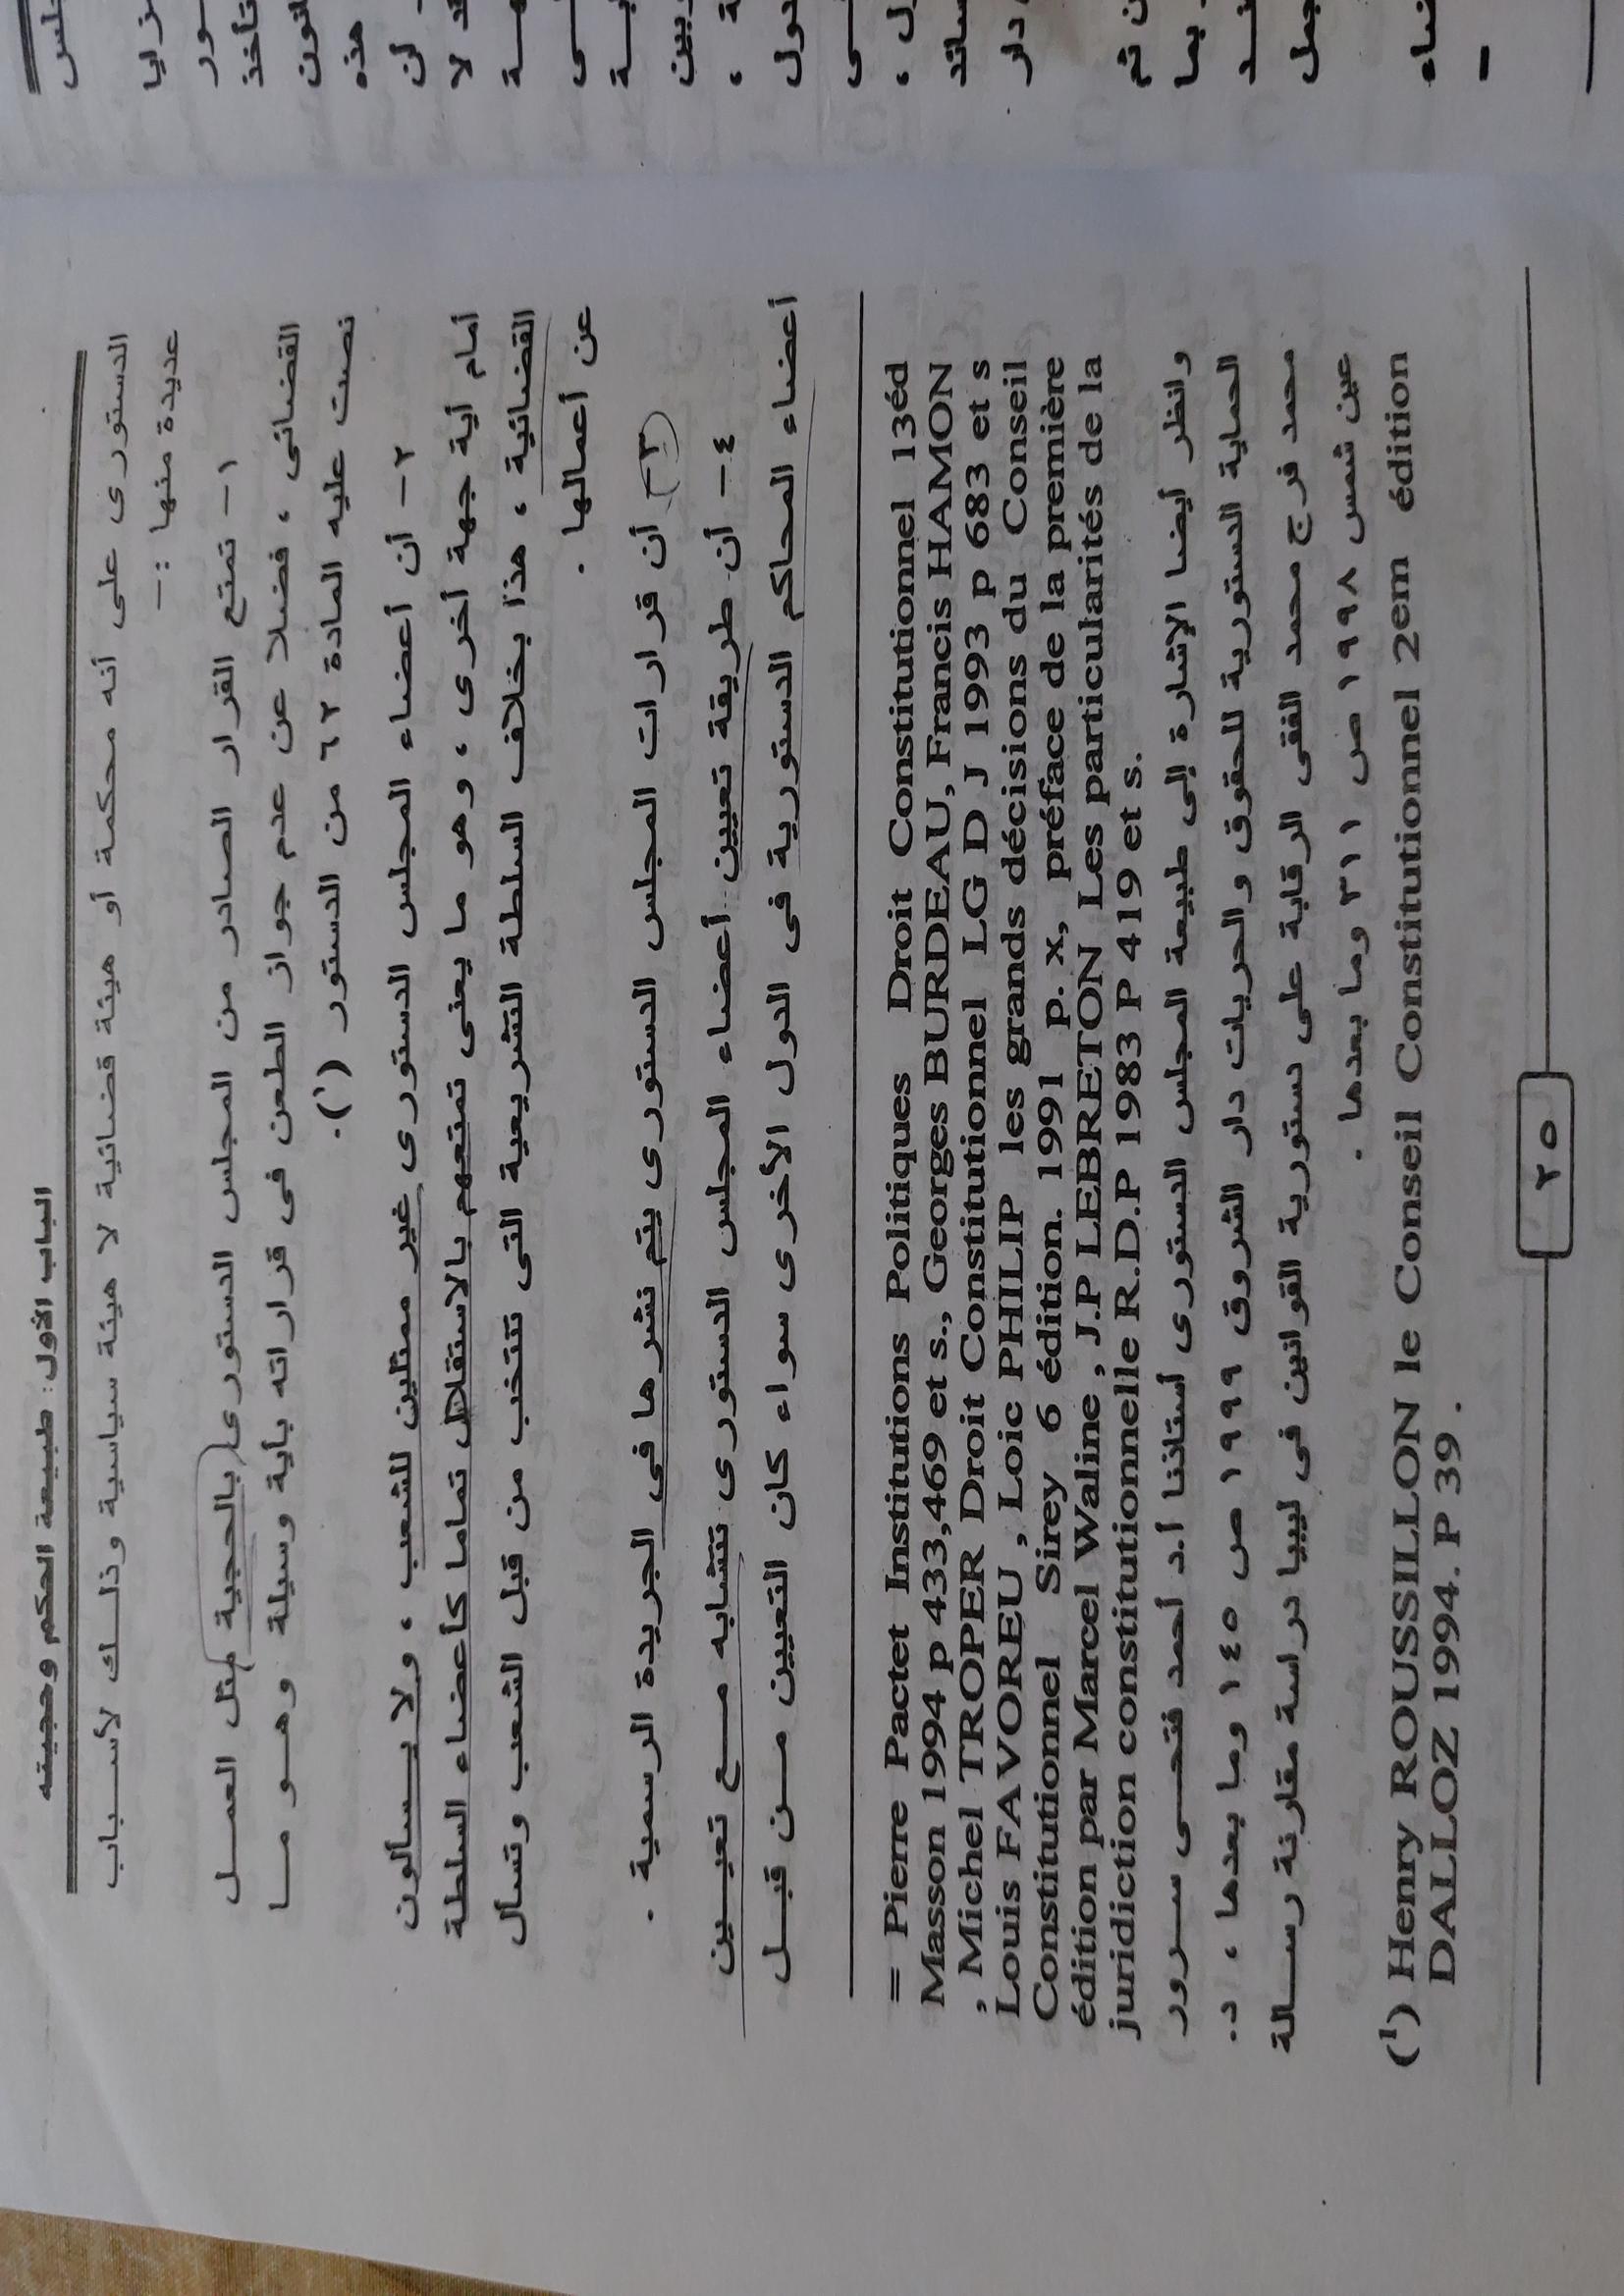 الباب الأول : طبيعة الحكم وحجيته
الدستورى على أنه محكمة أو هيئة قضائية لا هيئة سياسية وذلك لأسباب
عديدة منها : –
١ – تمتع القرار الصادر من المجلس الدستورى بالحجية مثل العمل
القضائى ، فضلا عن عدم جواز الطعن فى قراراته بأية وسيلة وهو ما
نصت عليه المادة ٦٢ من الدستور (١).
٢ – أن أعضاء المجلس الدستورى غير ممثلين للشعب ، ولا يسألون
أمام أية جهة أخرى ، وهو ما يعنى تمتعهم بالاستقلال تماما كأعضاء السلطة
القضائية ، هذا بخلاف السلطة التشريعية التى تنتخب من قبل الشعب وتسأل
عن أعمالها .
٣ – أن قرارات المجلس الدستورى يتم نشرها فى الجريدة الرسمية .
٤ – أن طريقة تعيين أعضاء المجلس الدستورى تتشابه مع تعيين
أعضاء المحاكم الدستورية فى الدول الأخرى سواء كان التعيين من قبل
= Pierre Pactet Institutions Politiques Droit Constitutionnel 13éd
Masson 1994 p 433,469 et s., Georges BURDEAU, Francis HAMON
, Michel TROPER Droit Constitutionnel LG D J 1993 p 683 et s
Louis FAVOREU , Loic PHILIP les grands décisions du Conseil
Constitutionnel Sirey 6 édition. 1991 p. x, préface de la première
édition par Marcel Waline , J.P LEBRETON Les particularités de la
juridiction constitutionnelle R.D.P 1983 P 419 et s.
وانظر أيضا الإشارة إلى طبيعة المجلس الدستورى أستاذنا أ.د أحمد فتحى سرور
الحماية الدستورية للحقوق والحريات دار الشروق ١٩٩٩ ص ١٤٥ وما بعدها ، د.
محمد فرج محمد الفقى الرقابة على دستورية القوانين فى ليبيا دراسة مقارنة رسالة
عين شمس ١٩٩٨ ص ٣١١ وما بعدها .
(١) Henry ROUSSILLON le Conseil Constitutionnel 2em édition
DALLOZ 1994. P 39 .
٢٥